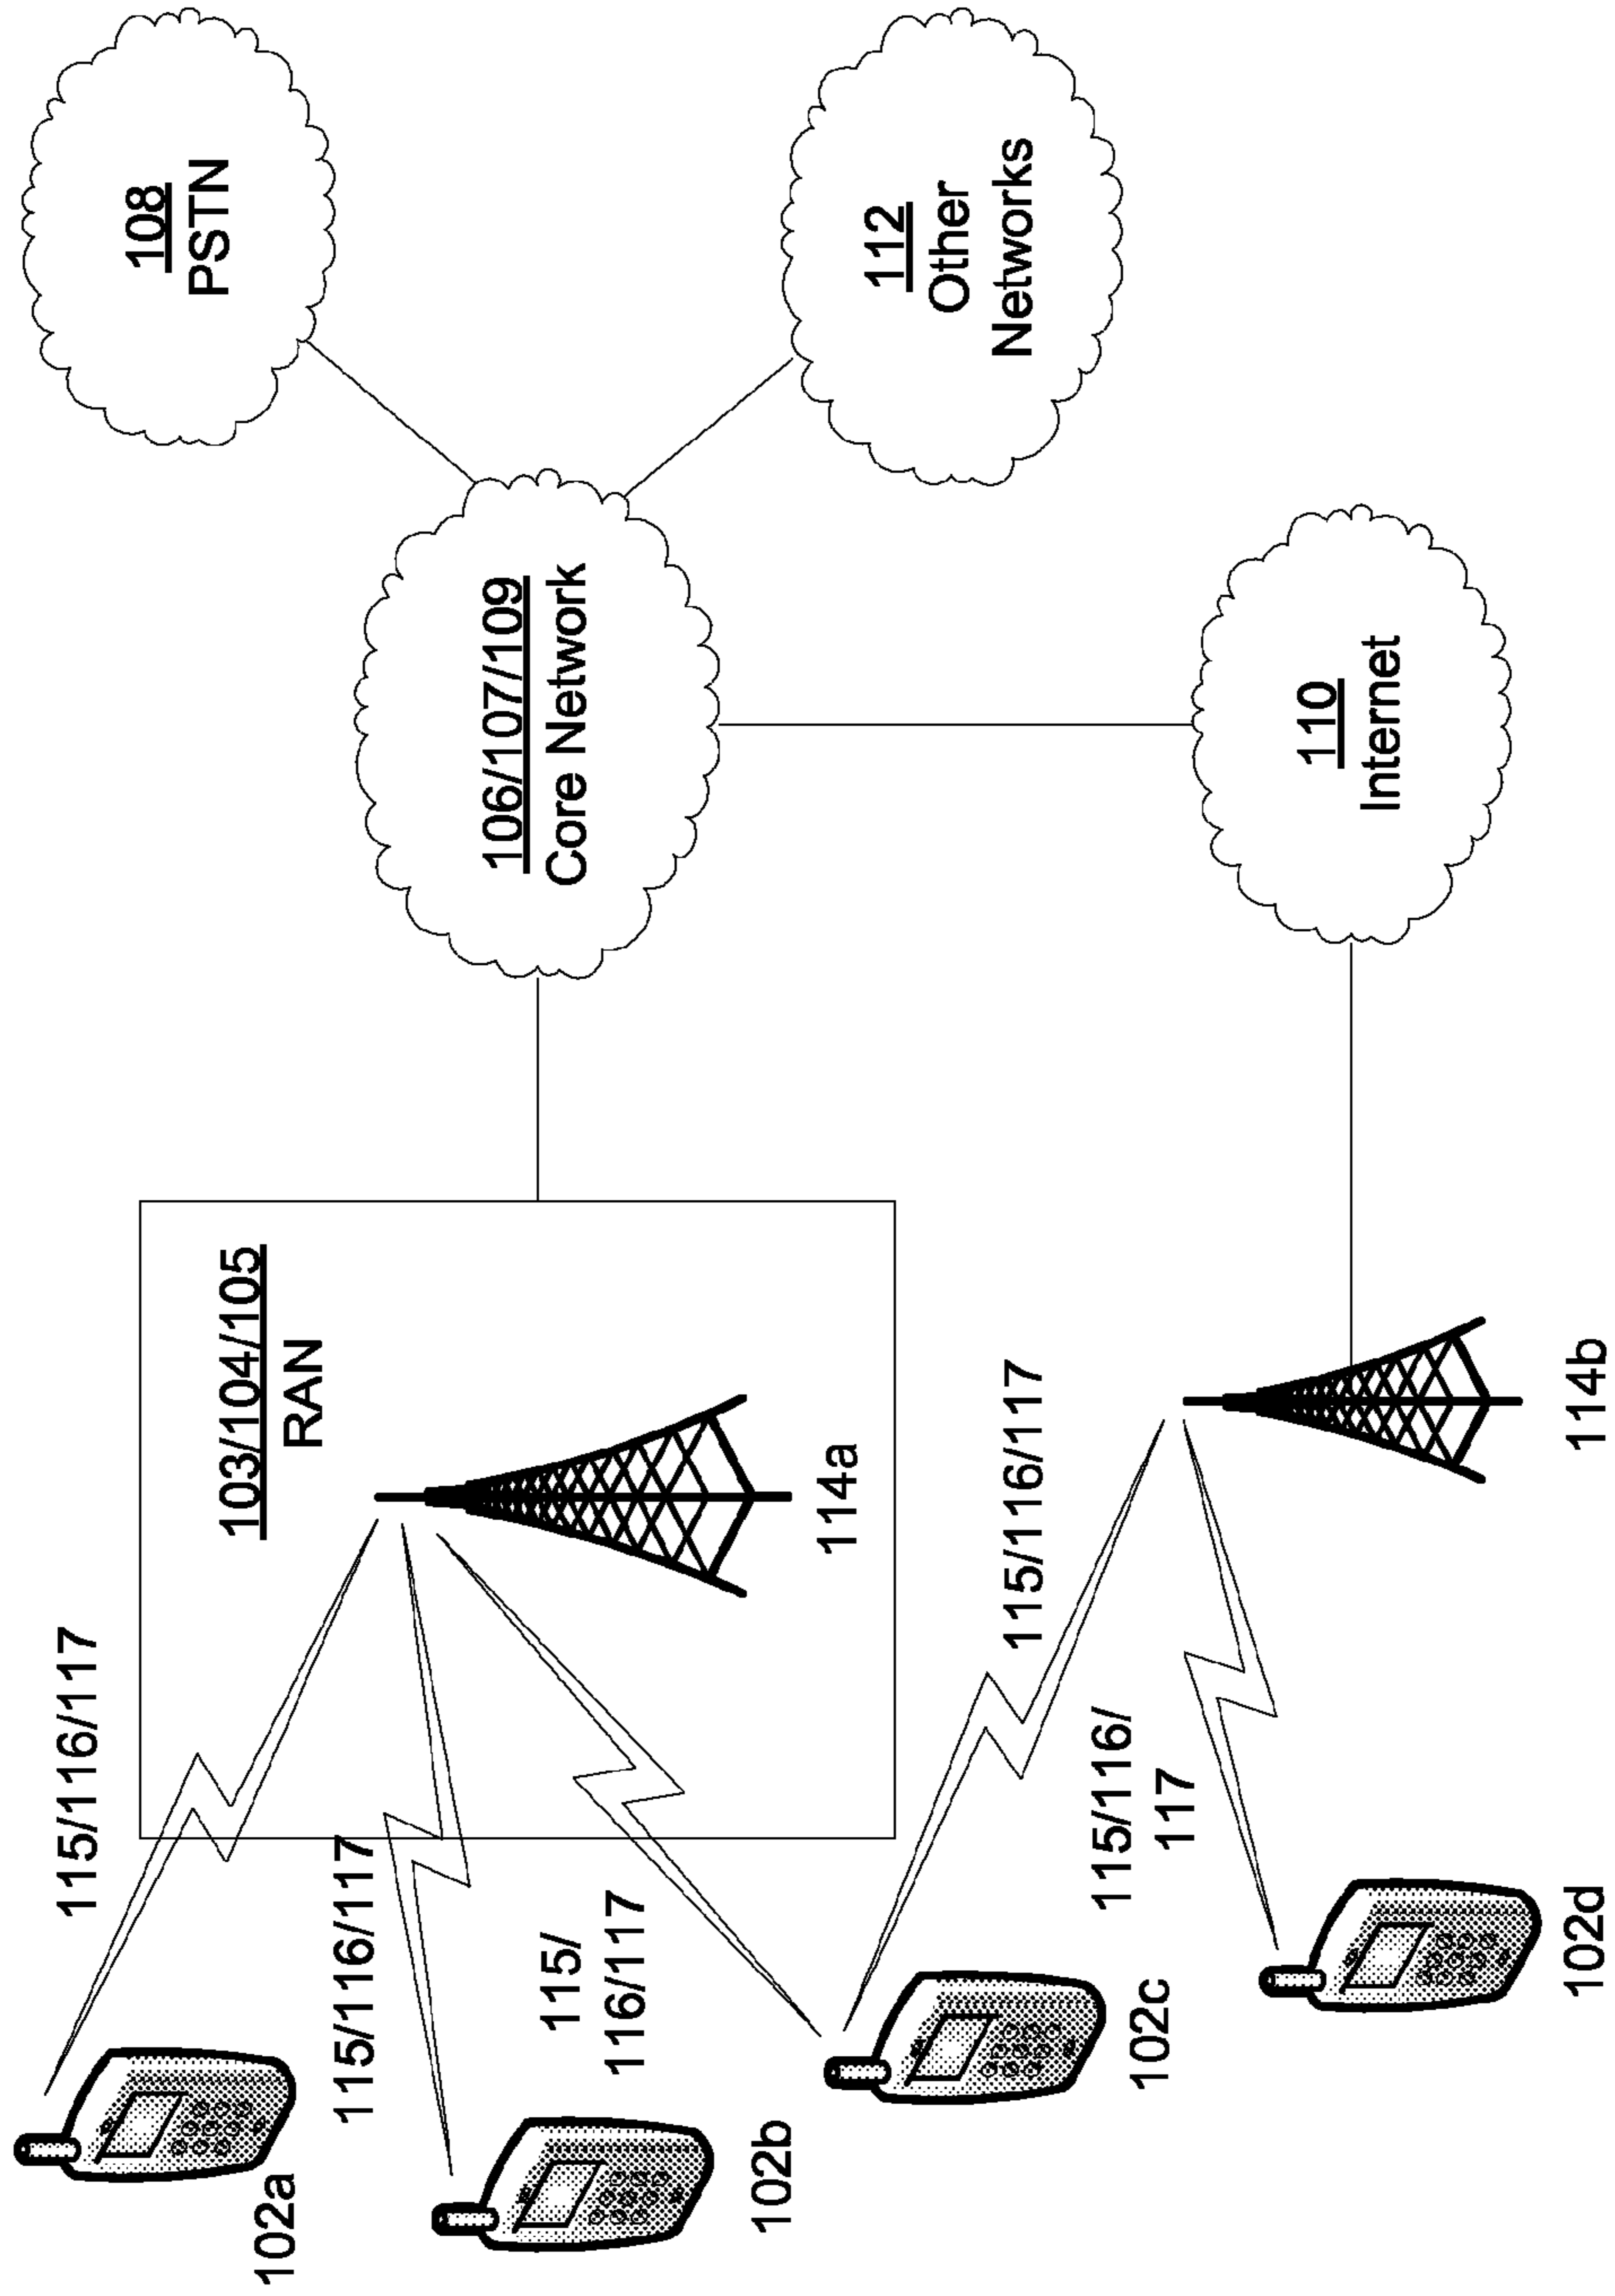 102a
115/116/117
103/104/105
RAN
108
PSTN
115/116/117
102b
115/
116/117
114a
106/107/109
Core Network
112
Other
Networks
102c
115/116/117
115/116/
117
110
Internet
102d
114b